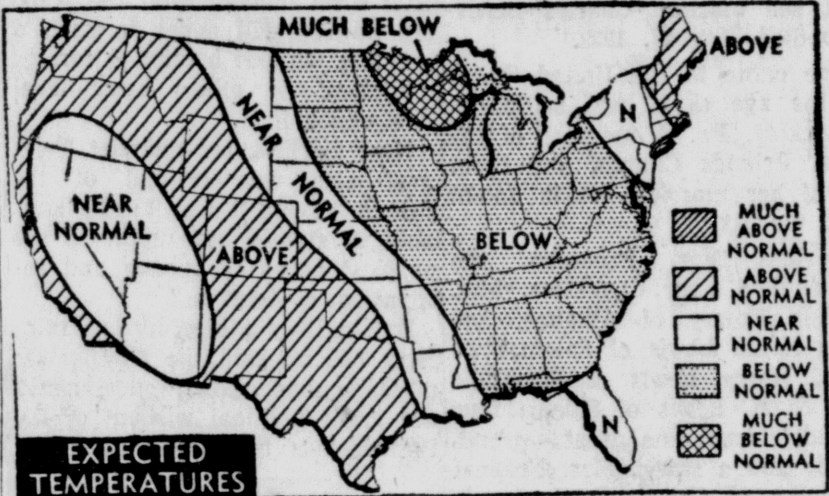 MUCH BELOW
ABOVE
N
NEAR
NORMAL
NEAR
NORMAL
ABOVE
BELOW
N
MUCH
ABOVE
NORMAL
ABOVE
NORMAL
NEAR
NORMAL
BELOW
NORMAL
MUCH
BELOW
NORMAL
EXPECTED
TEMPERATURES